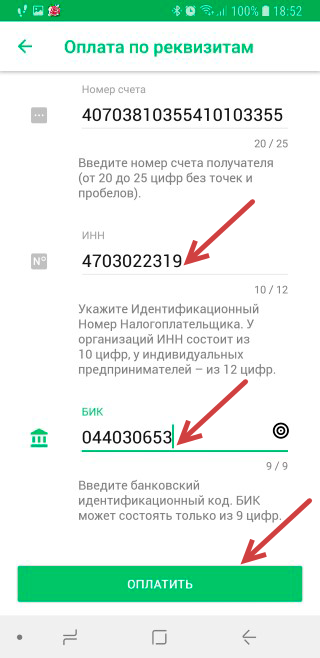 100% 18:52
Оплата по реквизитам
Номер счета
40703810355410103355
20 / 25
Введите номер счета получателя
(от 20 до 25 цифр без точек и
пробелов).
ИНН
N°
4703022319
10 / 12
Укажите Идентификационный
Номер Налогоплательщика. У
организаций ИНН состоит из
10 цифр, у индивидуальных
предпринимателей – из 12 цифр.
БИК
044030653
9 / 9
Введите банковский
идентификационный код. БИК
может состоять только из 9 цифр.
ОПЛАТИТЬ